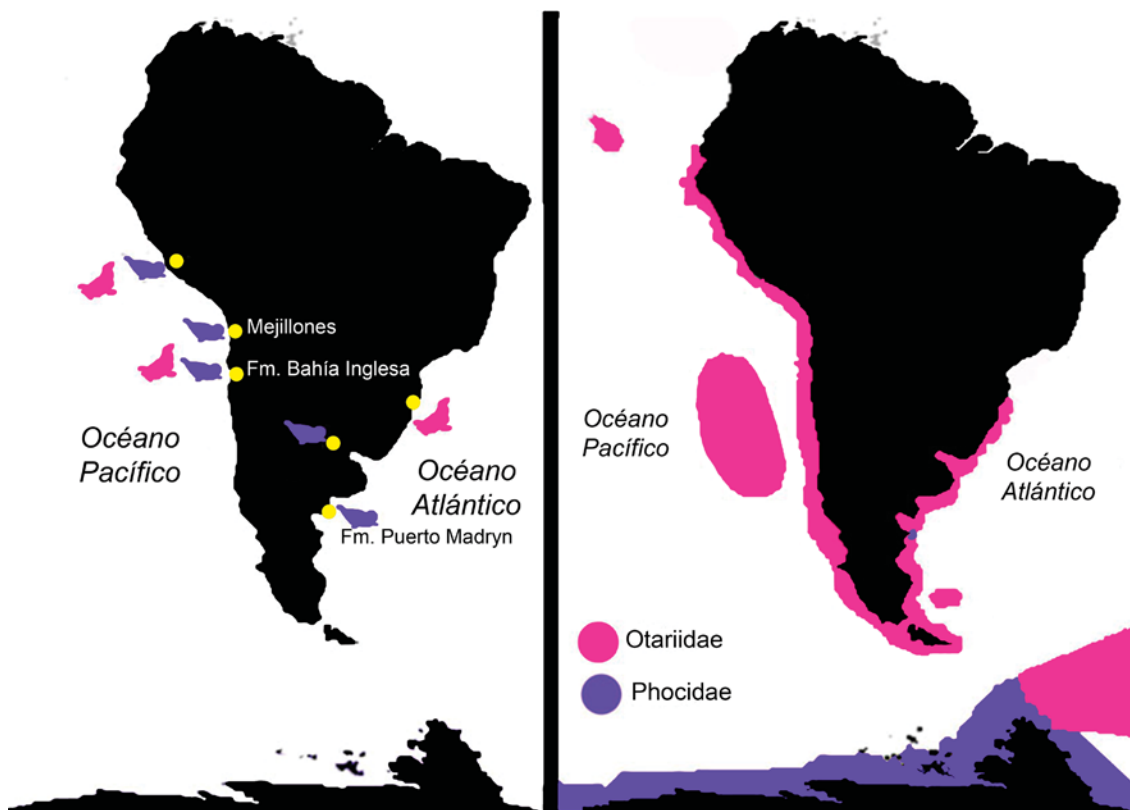 Mejillones
Fm. Bahía Inglesa
Océano
Pacífico
Océano
Atlántico
Fm. Puerto Madryn
Océano
Pacífico
Océano
Atlántico
Otariidae
Phocidae